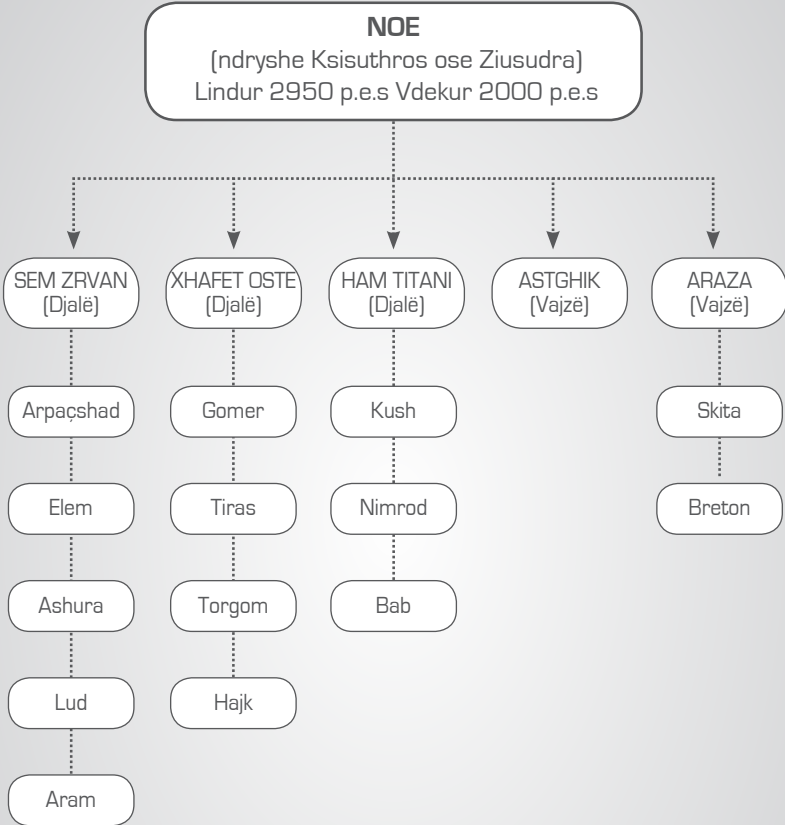 NOE
(ndryshe Ksisuthros ose Ziusudra)
Lindur 2950 p.e.s Vdekur 2000 p.e.s
SEM ZRVAN
(Djalë)
XHAFET OSTE
(Djalë)
HAM TITANI
(Djalë)
ASTGHIK
(Vajzë)
ARAZA
(Vajzë)
Arpaçshad
Gomer
Kush
Skita
Elem
Tiras
Nimrod
Breton
Ashura
Torgom
Bab
Lud
Hajk
Aram